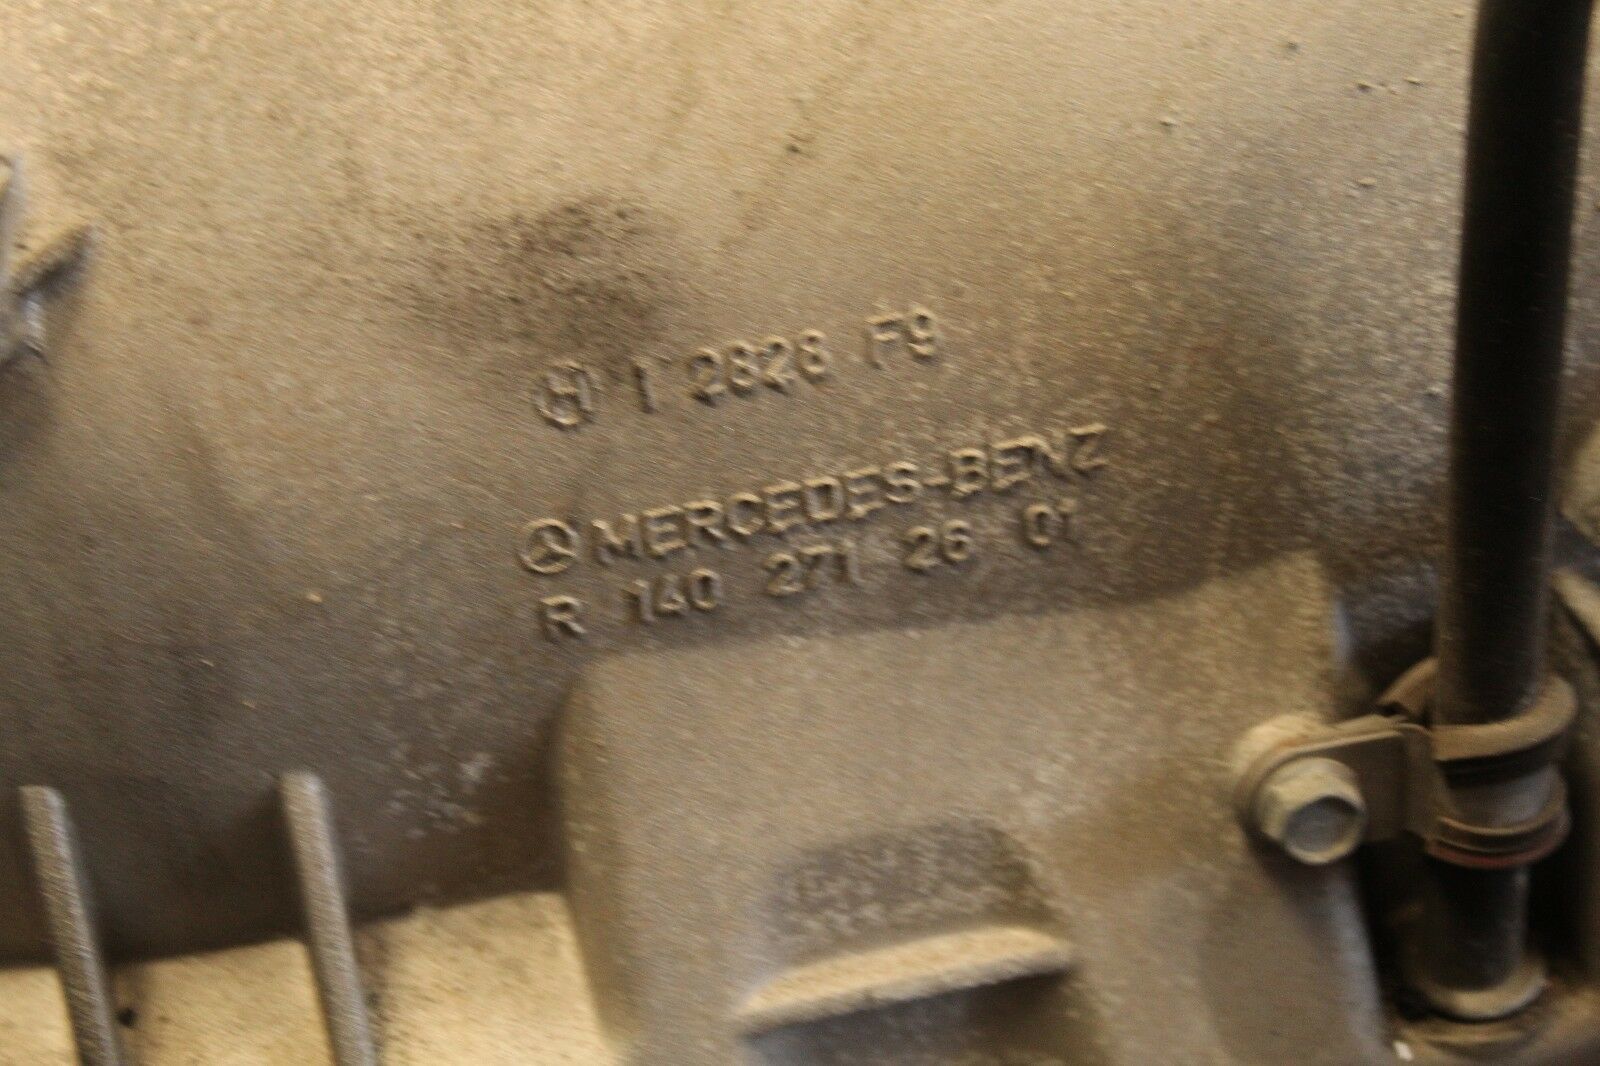 H 1 2828 F9
MERCEDES-BENZ
R 140 271 26 01